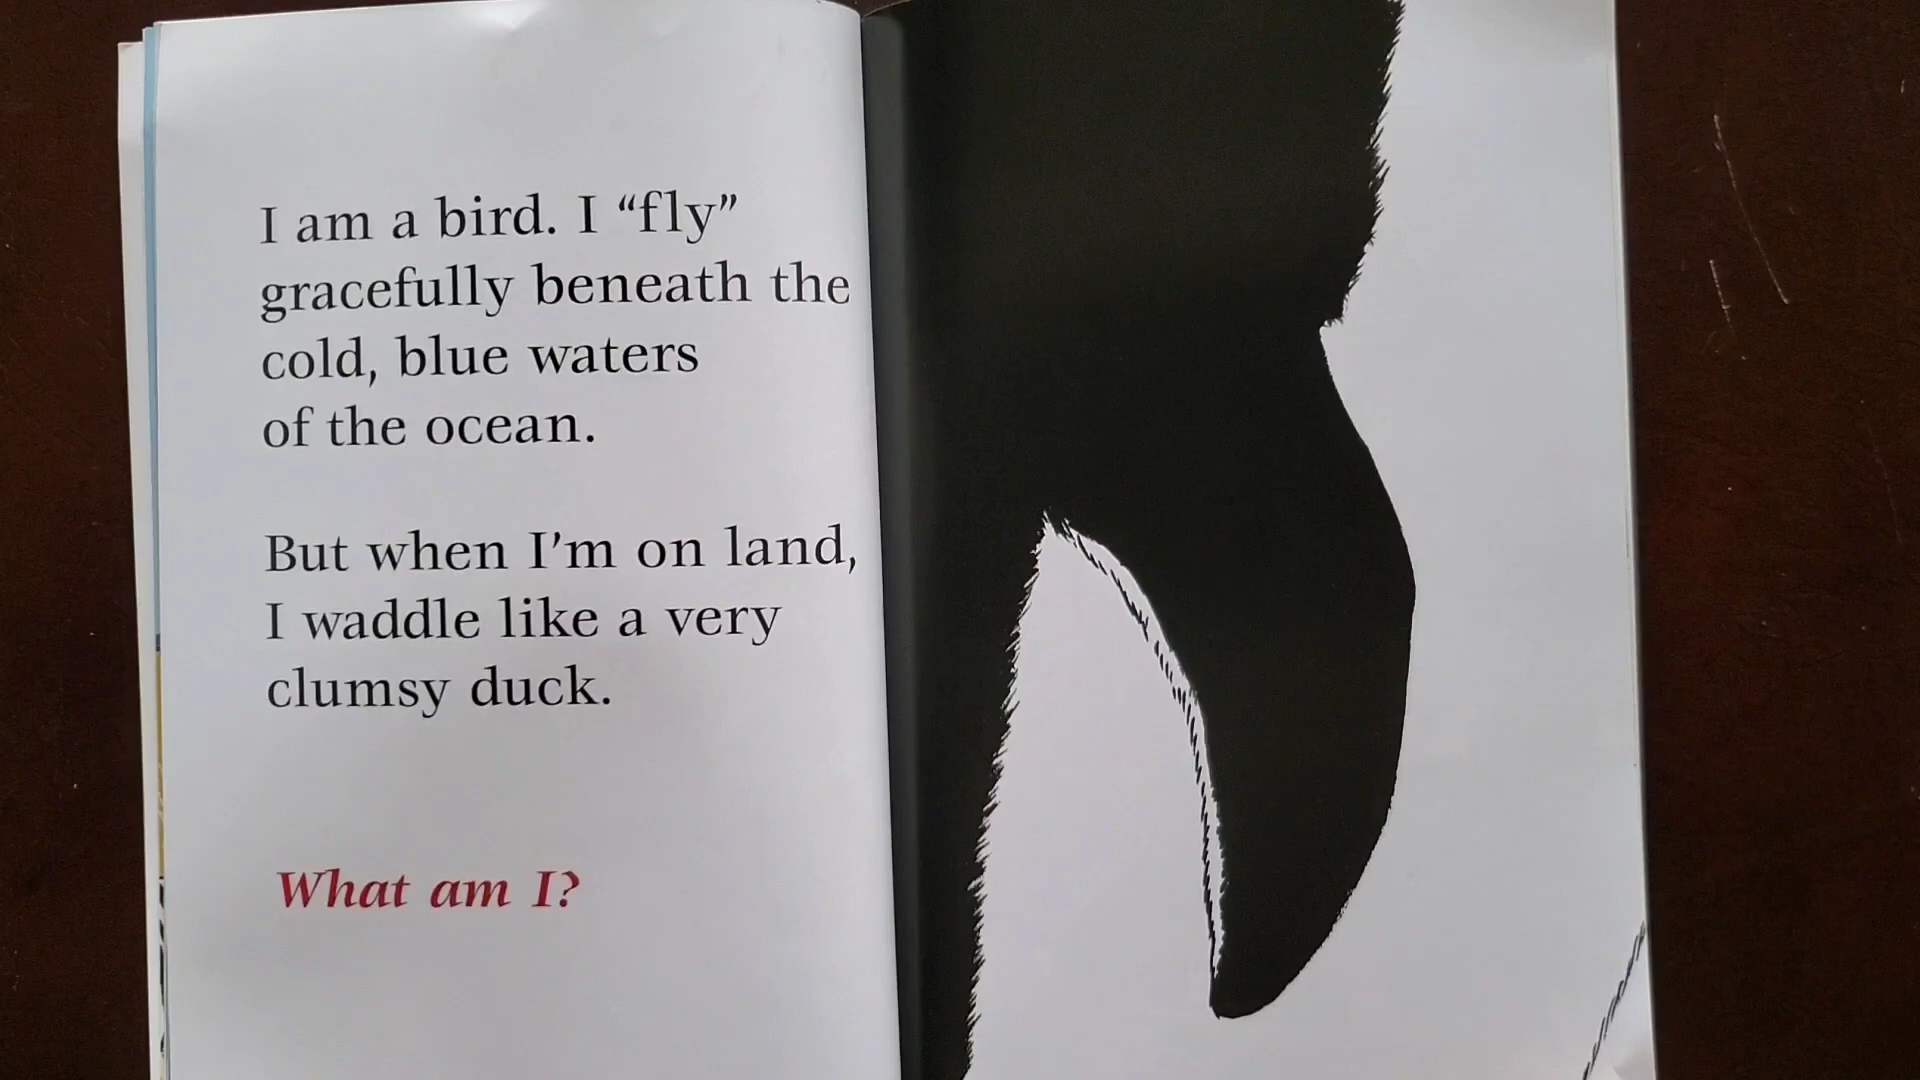 I am a bird. I “fly”
gracefully beneath the
cold, blue waters
of the ocean.
But when I’m on land,
I waddle like a very
clumsy duck.
What am I?